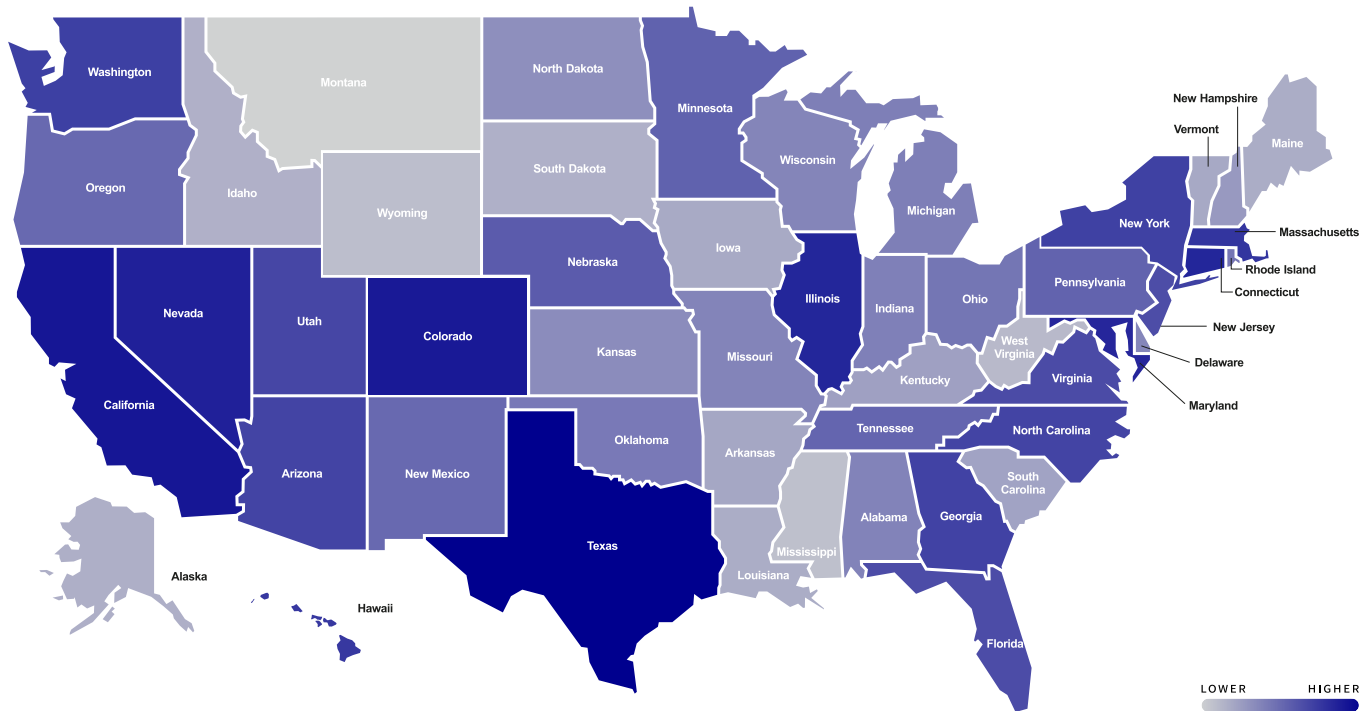 New Hampshire
Washington
North Dakota
Montana
Minnesota
Vermont
Maine
Wisconsin
South Dakota
Oregon
Idaho
Wyoming
Michigan
New York
Massachusetts
Iowa
Nebraska
Rhode Island
Pennsylvania
Connecticut
Illinois
Ohio
Indiana
Nevada
Utah
Colorado
New Jersey
West
Virginia
Kansas
Missouri
Delaware
Kentucky
Virginia
California
Maryland
Tennessee
North Carolina
Oklahoma
Arkansas
Arizona
New Mexico
South
Carolina
Alabama
Georgia
Texas
Mississippi
Louisiana
Alaska
Hawaii
Florida
LOWER HIGHER